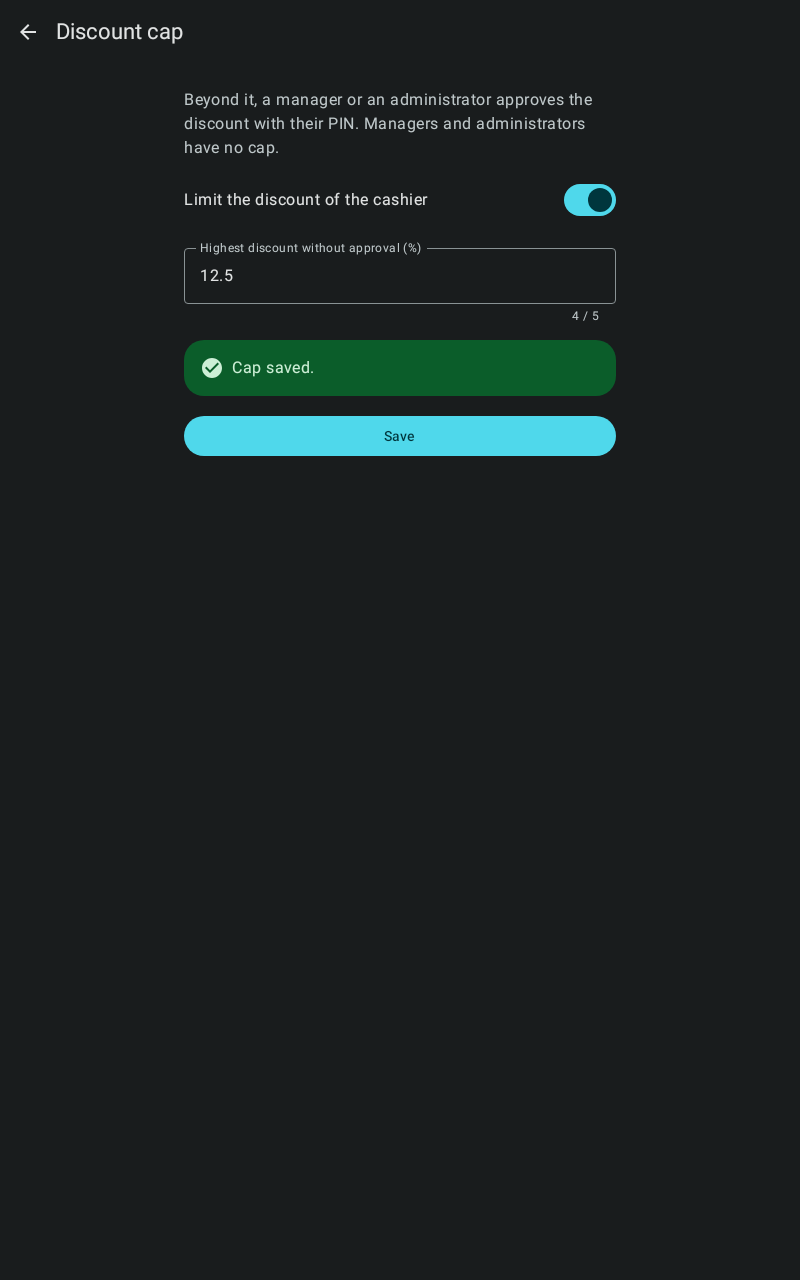 Discount cap
Beyond it, a manager or an administrator approves the
discount with their PIN. Managers and administrators
have no cap.
Limit the discount of the cashier
Highest discount without approval (%)
12.5
4 / 5
Cap saved.
Save